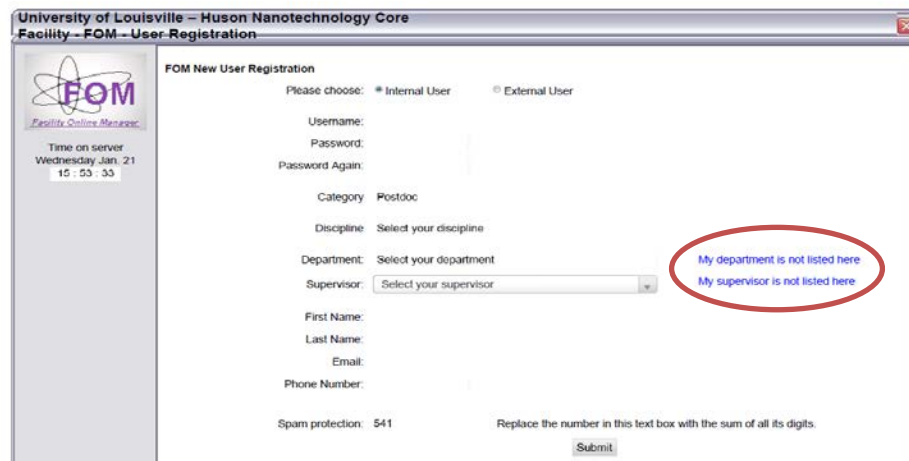 University of Louisville – Huson Nanotechnology Core
Facility - FOM - User Registration
FOM
Facility Online Manager
Time on server
Wednesday Jan. 21
15 : 53 : 33
FOM New User Registration
Please choose: Internal User External User
Username:
Password:
Password Again:
Category Postdoc
Discipline Select your discipline
Department: Select your department My department is not listed here
Supervisor: Select your supervisor My supervisor is not listed here
First Name:
Last Name:
Email:
Phone Number:
Spam protection: 541 Replace the number in this text box with the sum of all its digits.
Submit